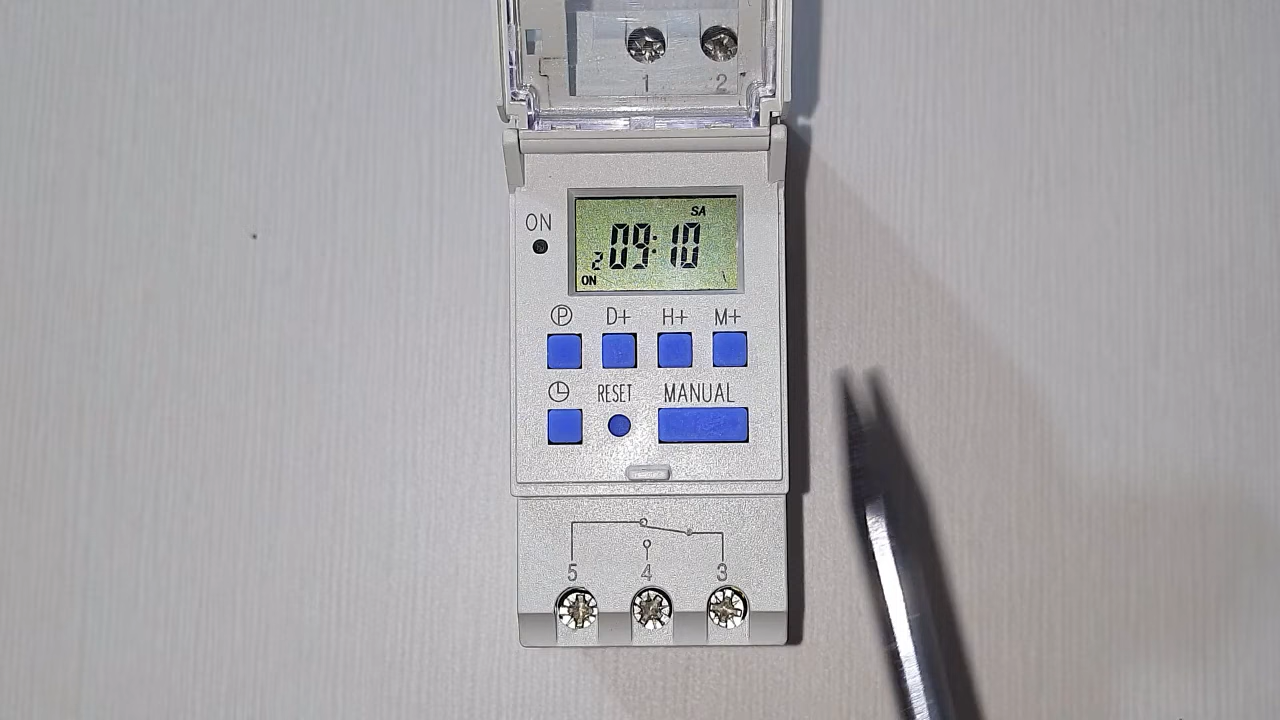 1 2
ON
SA
2 09:10
ON
P D+ H+ M+
RESET MANUAL
5 4 3